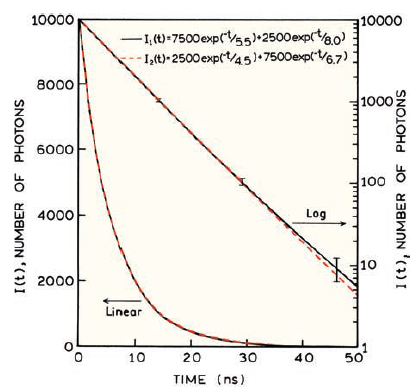 I₁(t)=7500exp(-t/5.5)+2500exp(-t/8.0)
I₂(t)=2500exp(-t/4.5)+7500exp(-t/6.7)
10000
8000
6000
4000
2000
0
I(t), NUMBER OF PHOTONS
10000
1000
100
10
1
I(t), NUMBER OF PHOTONS
Log
Linear
0 10 20 30 40 50
TIME (ns)